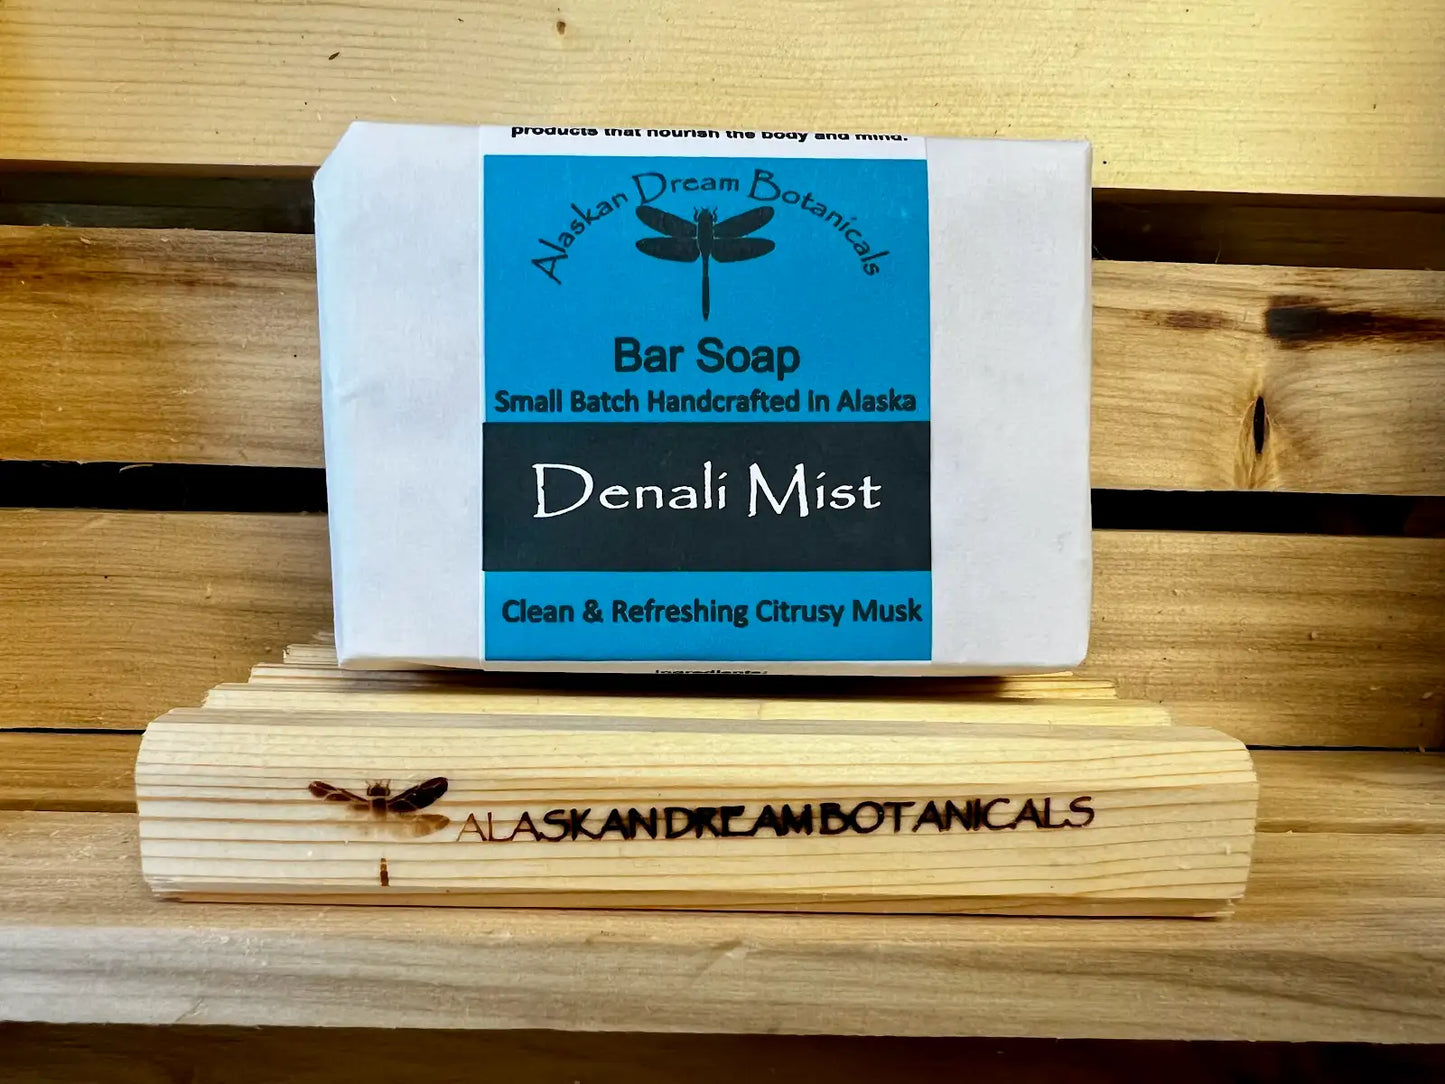 products that nourish the body and mind.
Alaskan Dream Botanicals
Bar Soap
Small Batch Handcrafted in Alaska
Denali Mist
Clean & Refreshing Citrusy Musk
Ingredients:
ALASKAN DREAM BOTANICALS